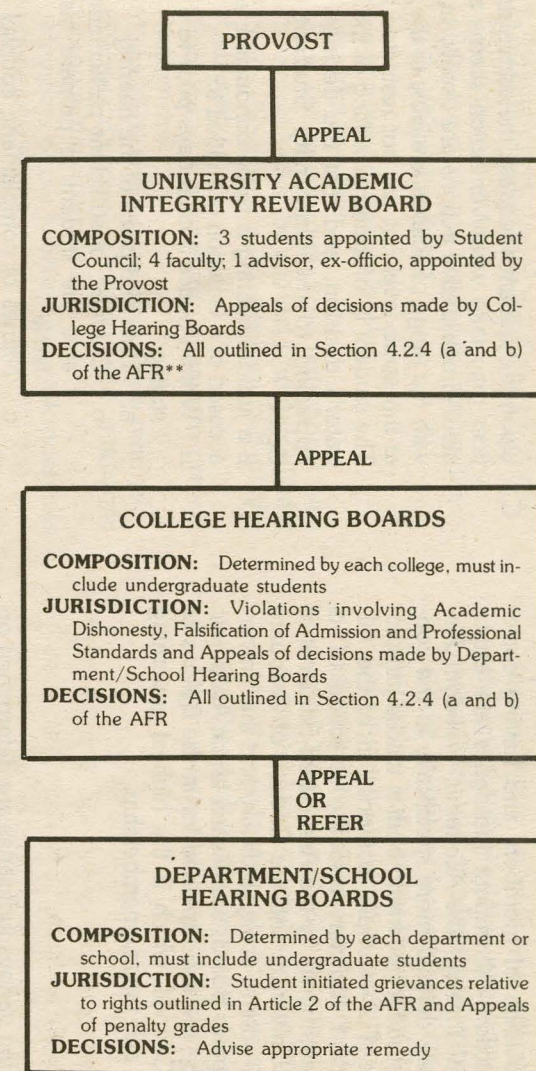 PROVOST
APPEAL
UNIVERSITY ACADEMIC
INTEGRITY REVIEW BOARD
COMPOSITION: 3 students appointed by Student
Council; 4 faculty; 1 advisor, ex-officio, appointed by
the Provost
JURISDICTION: Appeals of decisions made by Col-
lege Hearing Boards
DECISIONS: All outlined in Section 4.2.4 (a and b)
of the AFR**
APPEAL
COLLEGE HEARING BOARDS
COMPOSITION: Determined by each college, must in-
clude undergraduate students
JURISDICTION: Violations involving Academic
Dishonesty, Falsification of Admission and Professional
Standards and Appeals of decisions made by Depart-
ment/School Hearing Boards
DECISIONS: All outlined in Section 4.2.4 (a and b)
of the AFR
APPEAL
OR
REFER
DEPARTMENT/SCHOOL
HEARING BOARDS
COMPOSITION: Determined by each department or
school, must include undergraduate students
JURISDICTION: Student initiated grievances relative
to rights outlined in Article 2 of the AFR and Appeals
of penalty grades
DECISIONS: Advise appropriate remedy